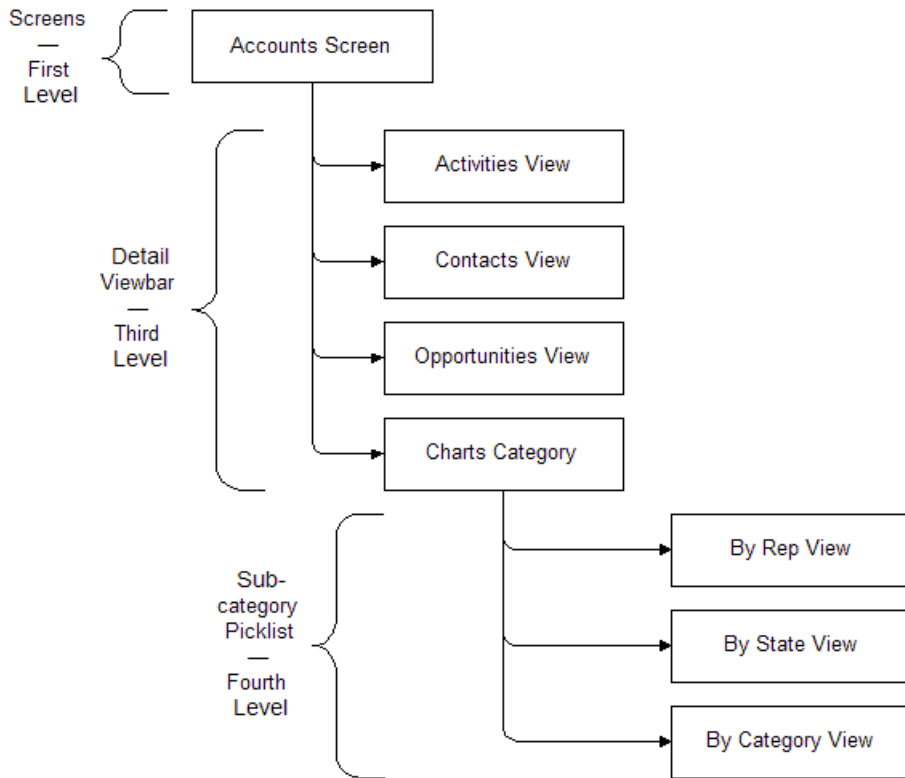 Screens
—
First
Level
Accounts Screen
Activities View
Detail
Viewbar
—
Third
Level
Contacts View
Opportunities View
Charts Category
Sub-
category
Picklist
—
Fourth
Level
By Rep View
By State View
By Category View